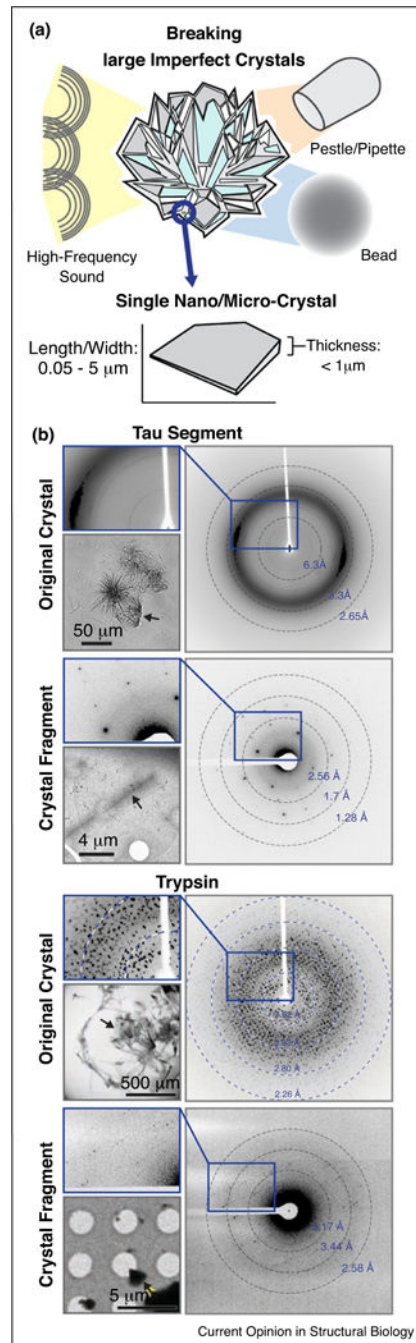 (a)
Breaking
large Imperfect Crystals
Pestle/Pipette
High-Frequency
Sound
Bead
Single Nano/Micro-Crystal
Length/Width:
0.05 - 5 μm
Thickness:
< 1μm
(b)
Tau Segment
Original Crystal
50 μm
6.3Å
3.3Å
2.65Å
Crystal Fragment
4 μm
2.56 Å
1.7 Å
1.28 Å
Trypsin
Original Crystal
500 μm
2.80 Å
2.26 Å
Crystal Fragment
5 μm
3.44 Å
2.58 Å
Current Opinion in Structural Biology